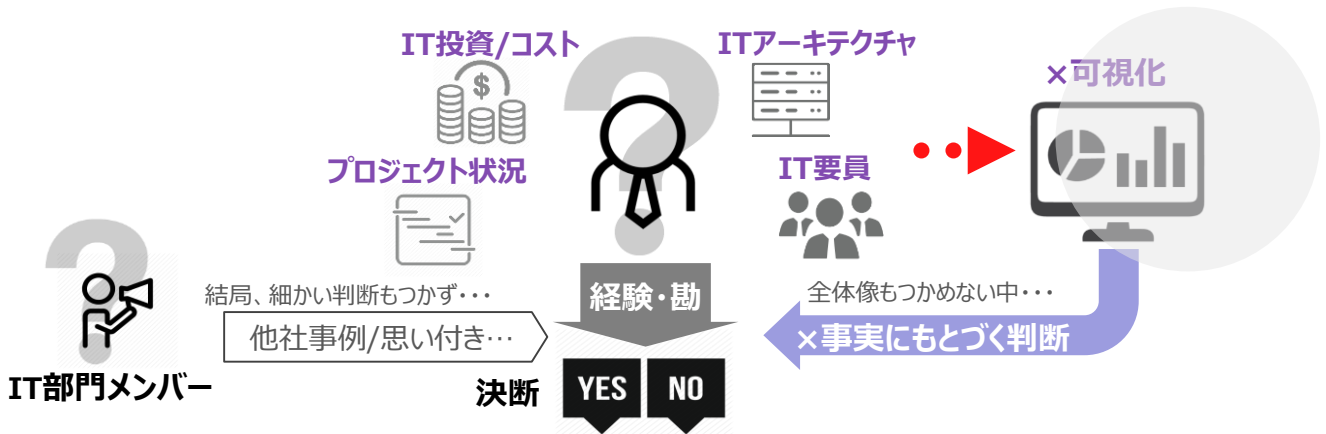 IT投資/コスト
ITアーキテクチャ
×可視化
$
プロジェクト状況
IT要員
結局、細かい判断もつかず・・・
経験・勘
全体像もつかめない中・・・
他社事例/思い付き…
×事実にもとづく判断
IT部門メンバー
決断
YES
NO